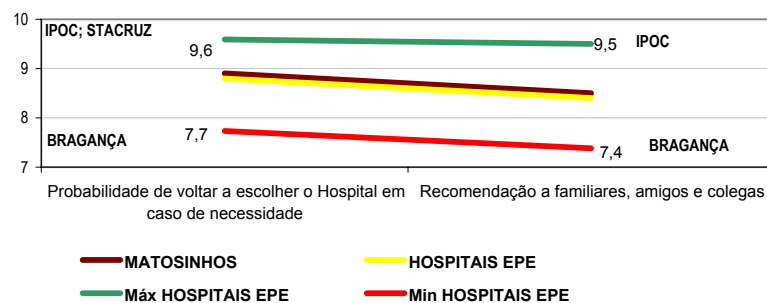 10
IPOC; STACRUZ
IPOC
9,6
9,5
9
8
BRAGANÇA
7,7
BRAGANÇA
7,4
7
Probabilidade de voltar a escolher o Hospital em
caso de necessidade
Recomendação a familiares, amigos e colegas
MATOSINHOS
HOSPITAIS EPE
Máx HOSPITAIS EPE
Min HOSPITAIS EPE